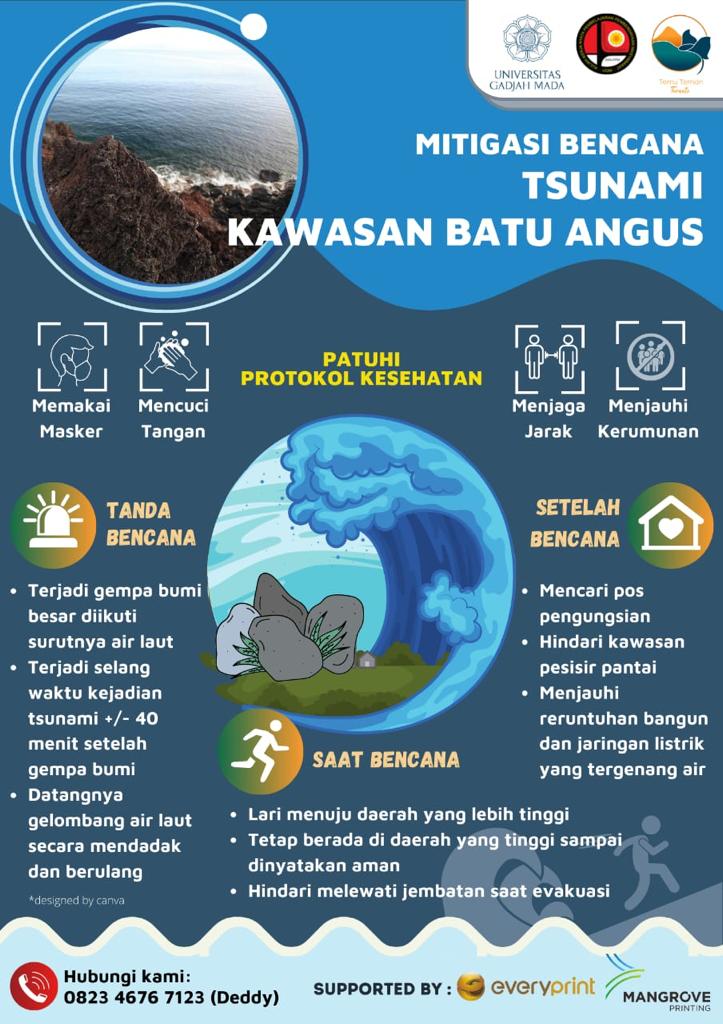 UNIVERSITAS
GADJAH MADA
Temu Teman
Ternate
MITIGASI BENCANA
TSUNAMI
KAWASAN BATU ANGUS
PATUHI
PROTOKOL KESEHATAN
Memakai
Masker
Mencuci
Tangan
Menjaga
Jarak
Menjauhi
Kerumunan
TANDA
BENCANA
• Terjadi gempa bumi
besar diikuti
surutnya air laut
• Terjadi selang
waktu kejadian
tsunami +/- 40
menit setelah
gempa bumi
• Datangnya
gelombang air laut
secara mendadak
dan berulang
*designed by canva
SETELAH
BENCANA
• Mencari pos
pengungsian
• Hindari kawasan
pesisir pantai
• Menjauhi
reruntuhan bangun
dan jaringan listrik
yang tergenang air
SAAT BENCANA
• Lari menuju daerah yang lebih tinggi
• Tetap berada di daerah yang tinggi sampai
dinyatakan aman
• Hindari melewati jembatan saat evakuasi
Hubungi kami:
0823 4676 7123 (Deddy)
SUPPORTED BY :
everyprint
MANGROVE
PRINTING